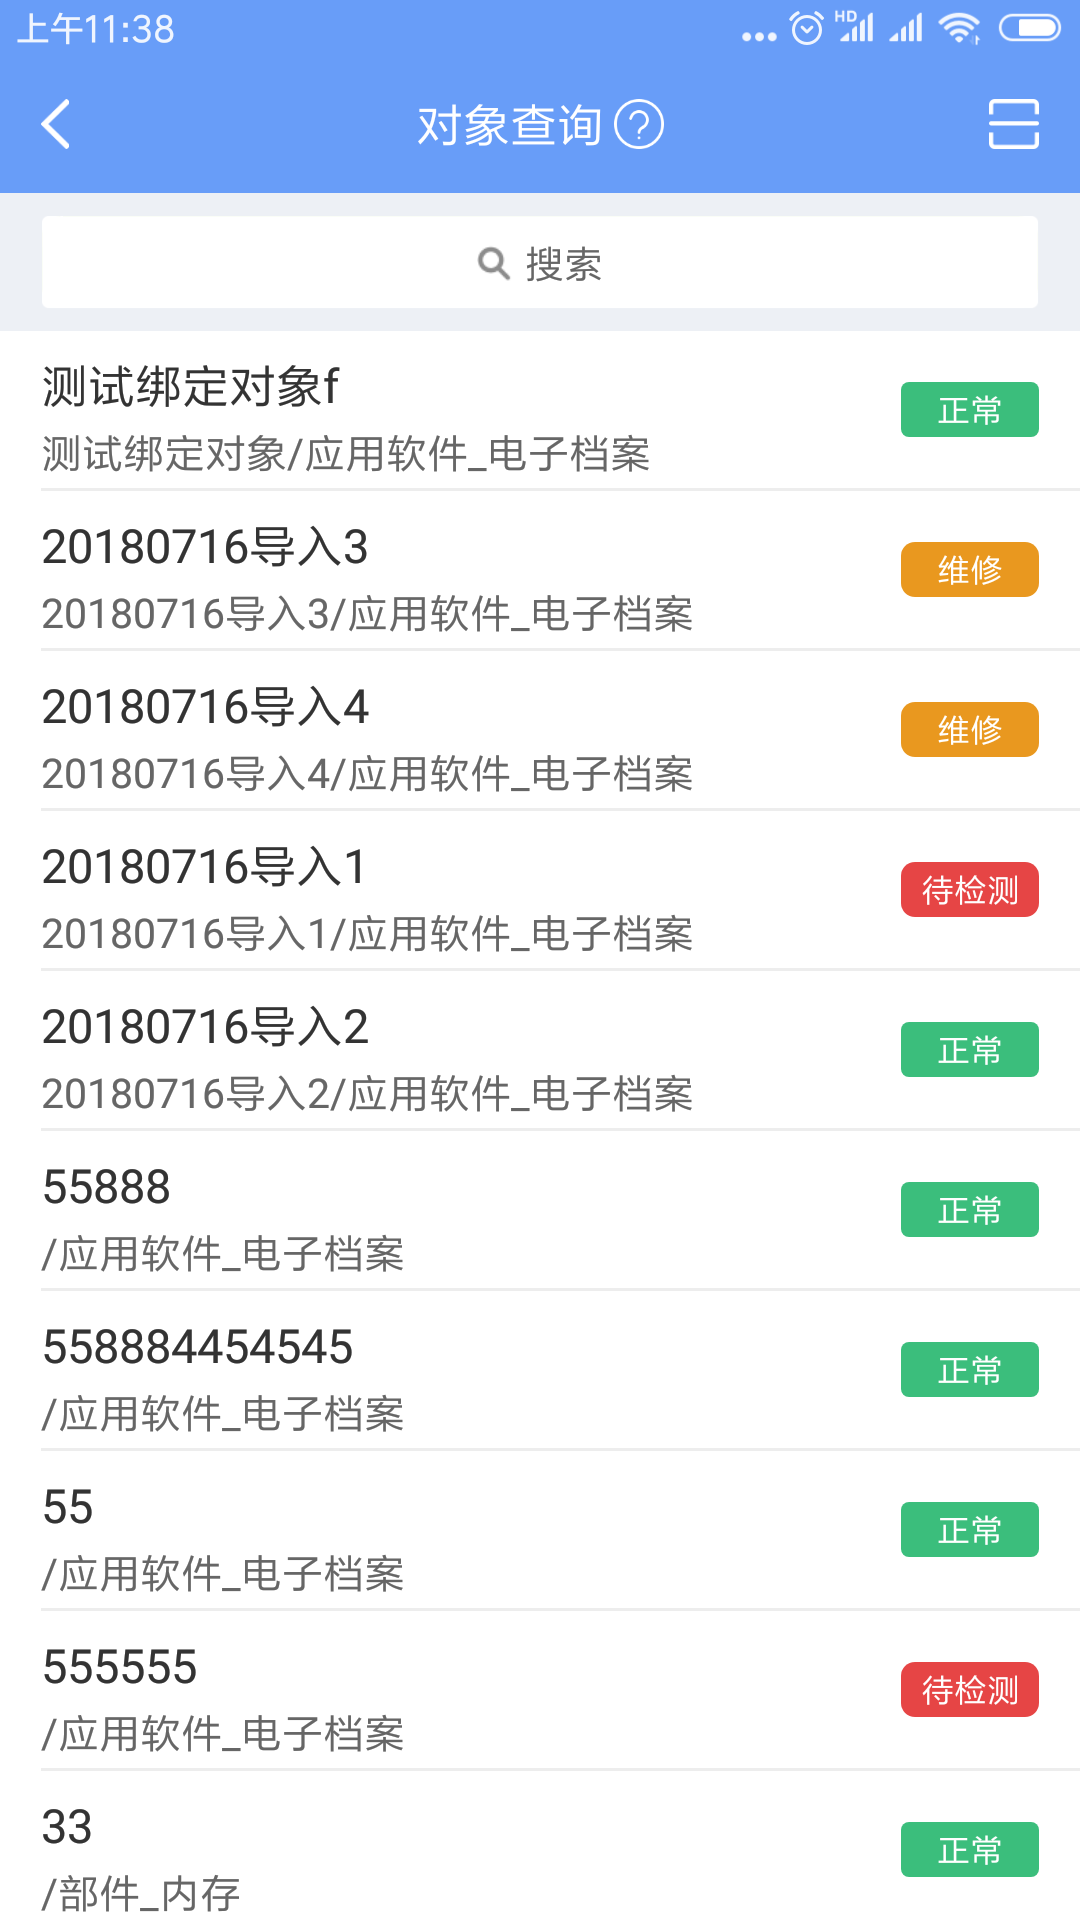 上午11:38
HD
对象查询
搜索
测试绑定对象f
正常
测试绑定对象/应用软件_电子档案
20180716导入3
维修
20180716导入3/应用软件_电子档案
20180716导入4
维修
20180716导入4/应用软件_电子档案
20180716导入1
待检测
20180716导入1/应用软件_电子档案
20180716导入2
正常
20180716导入2/应用软件_电子档案
55888
正常
/应用软件_电子档案
558884454545
正常
/应用软件_电子档案
55
正常
/应用软件_电子档案
555555
待检测
/应用软件_电子档案
33
正常
/部件_内存